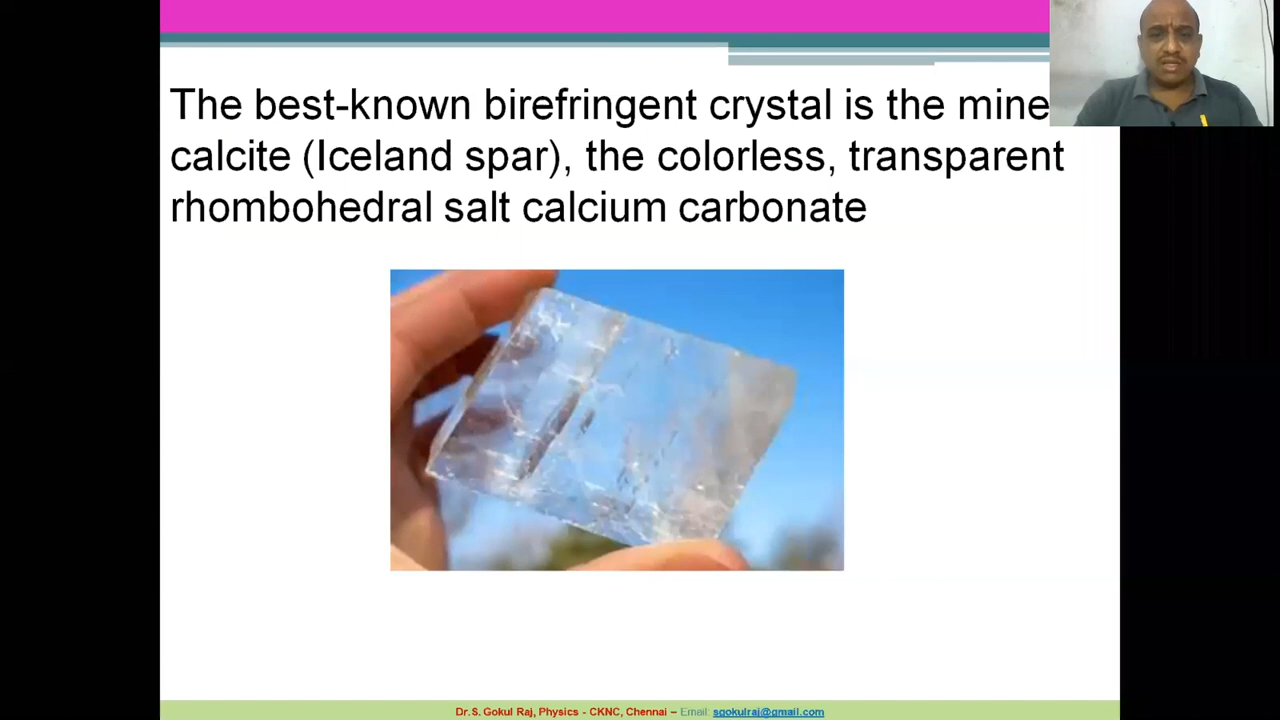 The best-known birefringent crystal is the mine
calcite (Iceland spar), the colorless, transparent
rhombohedral salt calcium carbonate
Dr.S. Gokul Raj, Physics - CKNC, Chennai – Email: sgokulraj@gmail.com